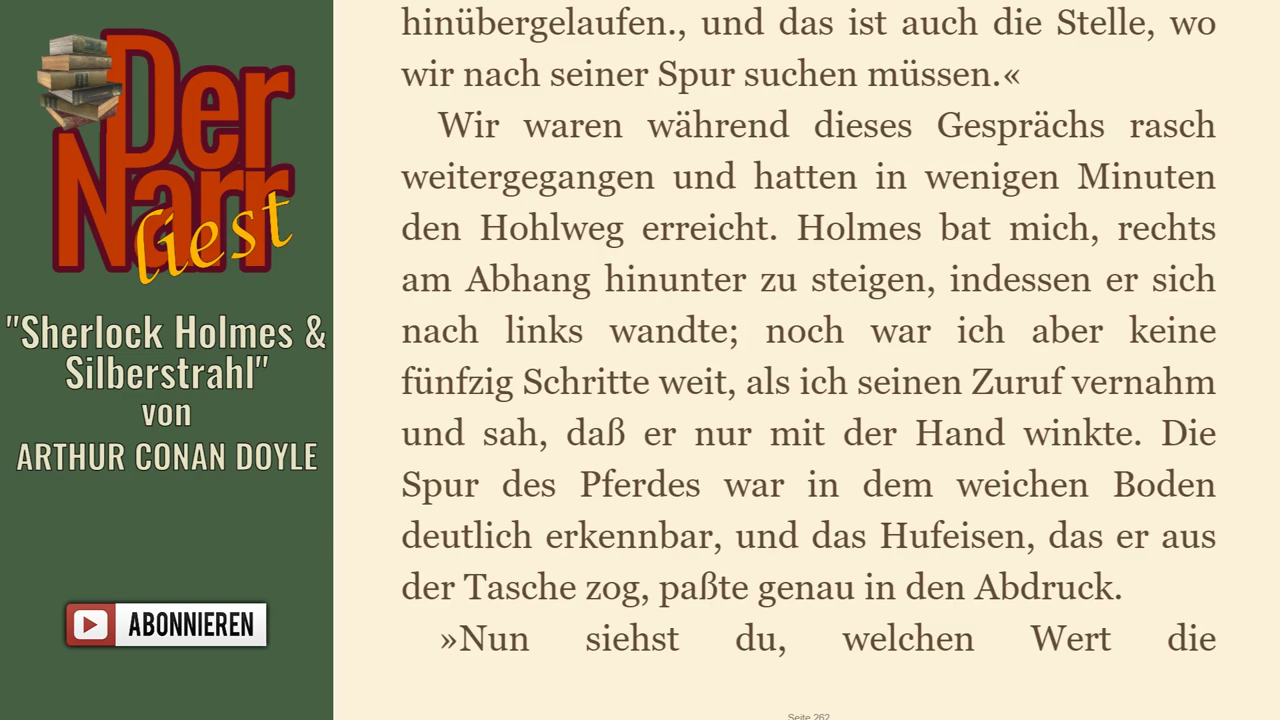 Der
Narr
liest
"Sherlock Holmes &
Silberstrahl"
von
ARTHUR CONAN DOYLE
ABONNIEREN
hinübergelaufen., und das ist auch die Stelle, wo
wir nach seiner Spur suchen müssen.«
Wir waren während dieses Gesprächs rasch
weitergegangen und hatten in wenigen Minuten
den Hohlweg erreicht. Holmes bat mich, rechts
am Abhang hinunter zu steigen, indessen er sich
nach links wandte; noch war ich aber keine
fünfzig Schritte weit, als ich seinen Zuruf vernahm
und sah, daß er nur mit der Hand winkte. Die
Spur des Pferdes war in dem weichen Boden
deutlich erkennbar, und das Hufeisen, das er aus
der Tasche zog, paßte genau in den Abdruck.
»Nun siehst du, welchen Wert die
Seite 262